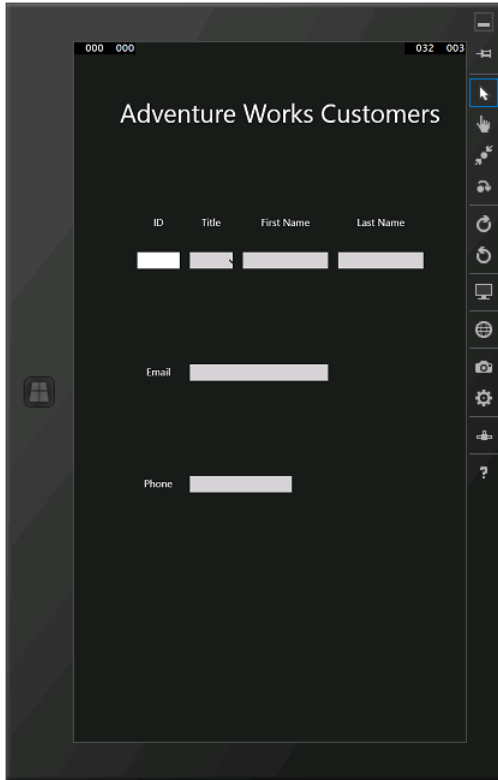 000 000 032 003
Adventure Works Customers
ID Title First Name Last Name
Email
Phone
?